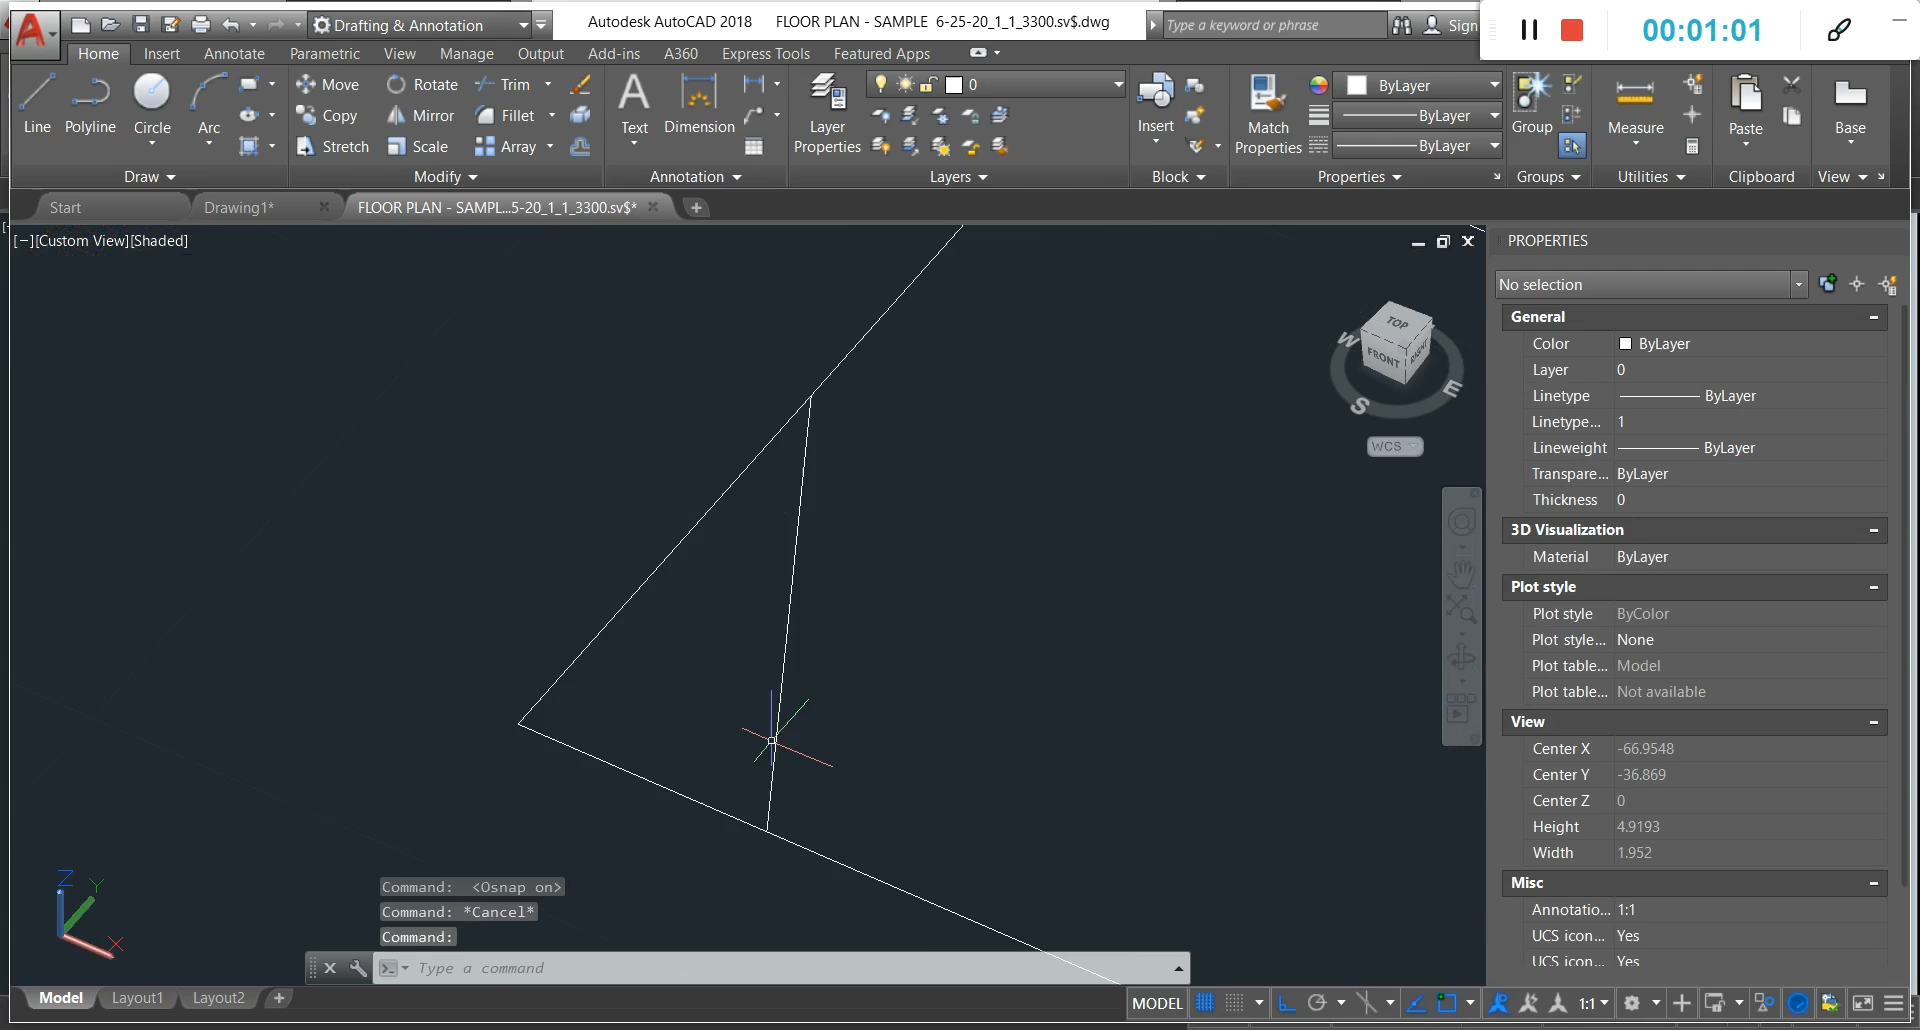 Drafting & Annotation
Autodesk AutoCAD 2018 FLOOR PLAN - SAMPLE 6-25-20_1_1_3300.sv$.dwg
Type a keyword or phrase
Sign
00:01:01
Home Insert Annotate Parametric View Manage Output Add-ins A360 Express Tools Featured Apps
Line Polyline Circle Arc
Move Rotate Trim
Copy Mirror Fillet
Stretch Scale Array
Text Dimension
Layer Properties
0
Insert
Match Properties
ByLayer
ByLayer
ByLayer
Group
Measure
Paste
Base
Draw Modify Annotation Layers Block Properties Groups Utilities Clipboard View
Start Drawing1* FLOOR PLAN - SAMPL...5-20_1_1_3300.sv$*
[−][Custom View][Shaded]
TOP
FRONT
RIGHT
W
S
E
WCS
PROPERTIES
No selection
General
Color ByLayer
Layer 0
Linetype ByLayer
Linetype... 1
Lineweight ByLayer
Transpare... ByLayer
Thickness 0
3D Visualization
Material ByLayer
Plot style
Plot style ByColor
Plot style... None
Plot table... Model
Plot table... Not available
View
Center X -66.9548
Center Y -36.869
Center Z 0
Height 4.9193
Width 1.952
Misc
Annotatio... 1:1
UCS icon... Yes
UCS icon... Yes
Z
Y
X
Command: <Osnap on>
Command: *Cancel*
Command:
Type a command
Model Layout1 Layout2
MODEL
1:1